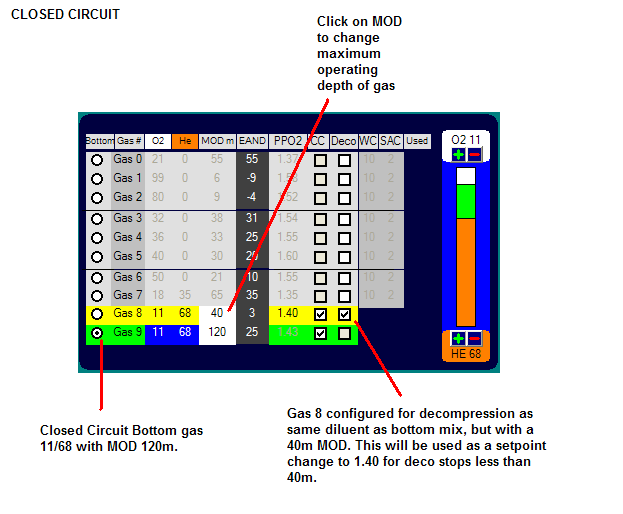 CLOSED CIRCUIT
Click on MOD
to change
maximum
operating
depth of gas
Bottom Gas # O2 He MOD m EAND PPO2 CC Deco WC SAC Used
Gas 0 21 0 55 55 1.37 10 2
Gas 1 99 0 6 -9 1.58 10 2
Gas 2 80 0 9 -4 1.52 10 2
Gas 3 32 0 38 31 1.54 10 2
Gas 4 36 0 33 25 1.55 10 2
Gas 5 40 0 30 1.60 10 2
Gas 6 50 0 21 10 1.55 10 2
Gas 7 18 35 65 35 1.35 10 2
Gas 8 11 68 40 3 1.40
Gas 9 11 68 120 25 1.43
O2 11
+ -
+ -
HE 68
Closed Circuit Bottom gas
11/68 with MOD 120m.
Gas 8 configured for decompression as
same diluent as bottom mix, but with a
40m MOD. This will be used as a setpoint
change to 1.40 for deco stops less than
40m.